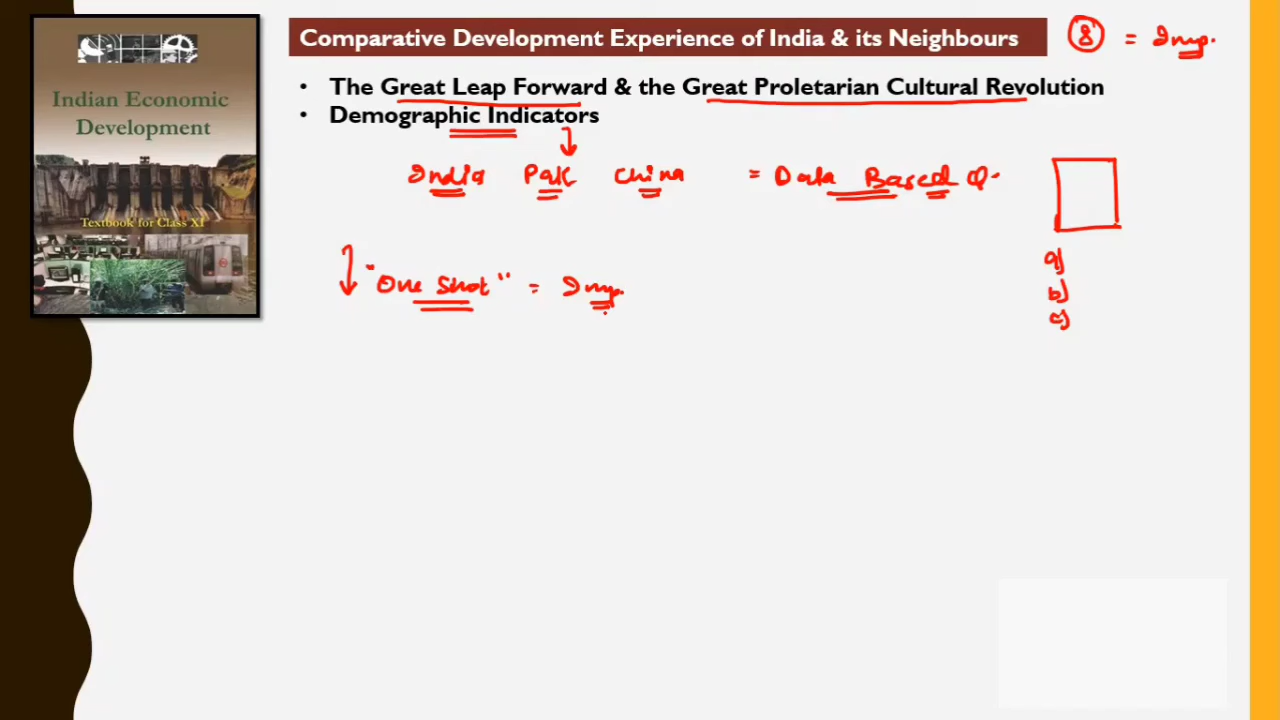 Indian Economic
Development
Textbook for Class XI
Comparative Development Experience of India & its Neighbours
8 = Imp.
• The Great Leap Forward & the Great Proletarian Cultural Revolution
• Demographic Indicators
India Pak China = Data Based Q.
"One Shot" = Imp.
a)
b)
c)